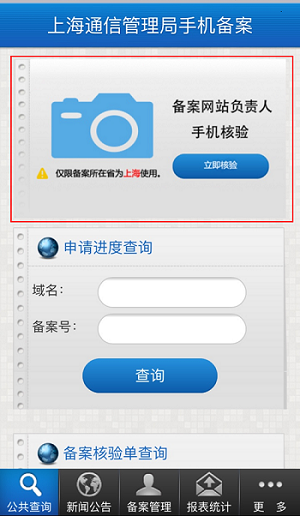 上海通信管理局手机备案
备案网站负责人
手机核验
仅限备案所在省为上海使用。
立即核验
申请进度查询
域名：
备案号：
查询
备案核验单查询
公共查询
新闻公告
备案管理
报表统计
更 多